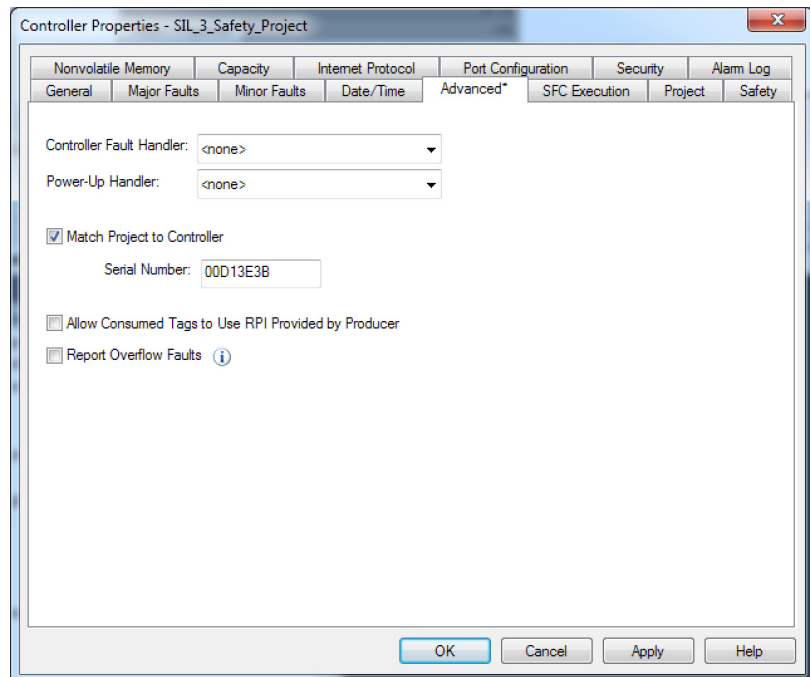 Controller Properties - SIL_3_Safety_Project
Nonvolatile Memory Capacity Internet Protocol Port Configuration Security Alarm Log
General Major Faults Minor Faults Date/Time Advanced* SFC Execution Project Safety
Controller Fault Handler: <none>
Power-Up Handler: <none>
Match Project to Controller
Serial Number: 00D13E3B
Allow Consumed Tags to Use RPI Provided by Producer
Report Overflow Faults
OK Cancel Apply Help